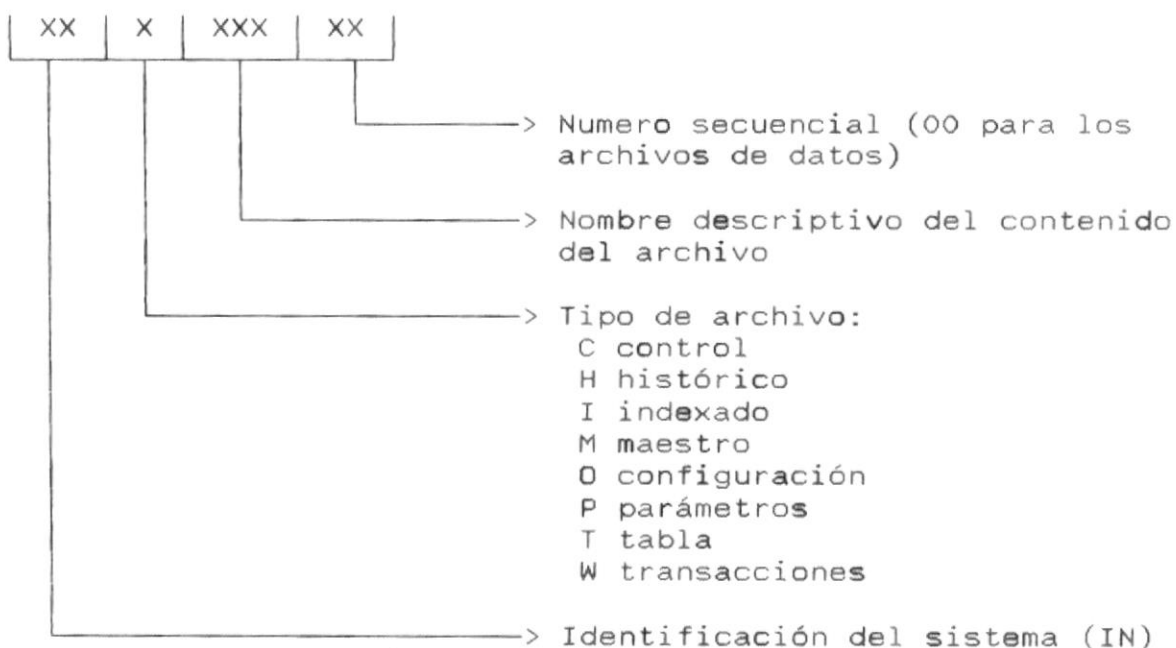 XX X XXX XX
> Numero secuencial (00 para los
archivos de datos)
> Nombre descriptivo del contenido
del archivo
> Tipo de archivo:
C control
H histórico
I indexado
M maestro
O configuración
P parámetros
T tabla
W transacciones
> Identificación del sistema (IN)